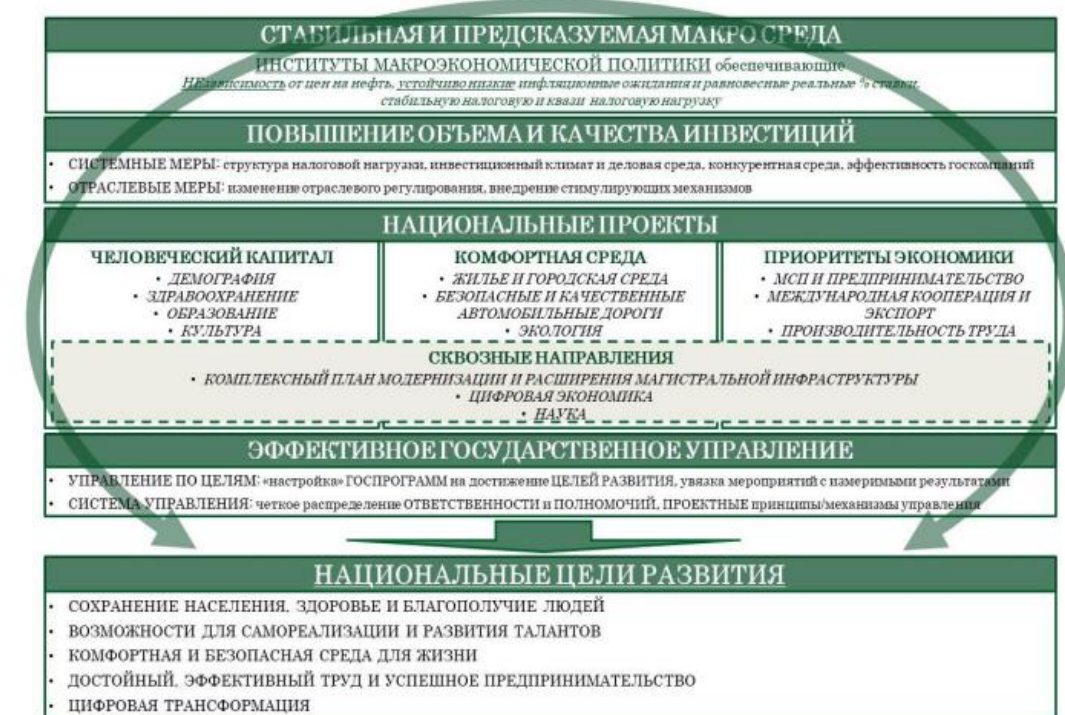 СТАБИЛЬНАЯ И ПРЕДСКАЗУЕМАЯ МАКРО СРЕДА
ИНСТИТУТЫ МАКРОЭКОНОМИЧЕСКОЙ ПОЛИТИКИ обеспечивающие
НЕзависимость от цен на нефть, устойчиво низкие инфляционные ожидания и равновесные реальные % ставки,
стабильную налоговую и квази налоговую нагрузку
ПОВЫШЕНИЕ ОБЪЕМА И КАЧЕСТВА ИНВЕСТИЦИЙ
• СИСТЕМНЫЕ МЕРЫ: структура налоговой нагрузки, инвестиционный климат и деловая среда, конкурентная среда, эффективность госкомпаний
• ОТРАСЛЕВЫЕ МЕРЫ: изменение отраслевого регулирования, внедрение стимулирующих механизмов
НАЦИОНАЛЬНЫЕ ПРОЕКТЫ
ЧЕЛОВЕЧЕСКИЙ КАПИТАЛ
• ДЕМОГРАФИЯ
• ЗДРАВООХРАНЕНИЕ
• ОБРАЗОВАНИЕ
• КУЛЬТУРА
КОМФОРТНАЯ СРЕДА
• ЖИЛЬЕ И ГОРОДСКАЯ СРЕДА
• БЕЗОПАСНЫЕ И КАЧЕСТВЕННЫЕ
АВТОМОБИЛЬНЫЕ ДОРОГИ
• ЭКОЛОГИЯ
ПРИОРИТЕТЫ ЭКОНОМИКИ
• МСП И ПРЕДПРИНИМАТЕЛЬСТВО
• МЕЖДУНАРОДНАЯ КООПЕРАЦИЯ И
ЭКСПОРТ
• ПРОИЗВОДИТЕЛЬНОСТЬ ТРУДА
СКВОЗНЫЕ НАПРАВЛЕНИЯ
• КОМПЛЕКСНЫЙ ПЛАН МОДЕРНИЗАЦИИ И РАСШИРЕНИЯ МАГИСТРАЛЬНОЙ ИНФРАСТРУКТУРЫ
• ЦИФРОВАЯ ЭКОНОМИКА
• НАУКА
ЭФФЕКТИВНОЕ ГОСУДАРСТВЕННОЕ УПРАВЛЕНИЕ
• УПРАВЛЕНИЕ ПО ЦЕЛЯМ: «настройка» ГОСПРОГРАММ на достижение ЦЕЛЕЙ РАЗВИТИЯ, увязка мероприятий с измеримыми результатами
• СИСТЕМА УПРАВЛЕНИЯ: четкое распределение ОТВЕТСТВЕННОСТИ и ПОЛНОМОЧИЙ, ПРОЕКТНЫЕ принципы/механизмы управления
НАЦИОНАЛЬНЫЕ ЦЕЛИ РАЗВИТИЯ
• СОХРАНЕНИЕ НАСЕЛЕНИЯ, ЗДОРОВЬЕ И БЛАГОПОЛУЧИЕ ЛЮДЕЙ
• ВОЗМОЖНОСТИ ДЛЯ САМОРЕАЛИЗАЦИИ И РАЗВИТИЯ ТАЛАНТОВ
• КОМФОРТНАЯ И БЕЗОПАСНАЯ СРЕДА ДЛЯ ЖИЗНИ
• ДОСТОЙНЫЙ, ЭФФЕКТИВНЫЙ ТРУД И УСПЕШНОЕ ПРЕДПРИНИМАТЕЛЬСТВО
• ЦИФРОВАЯ ТРАНСФОРМАЦИЯ